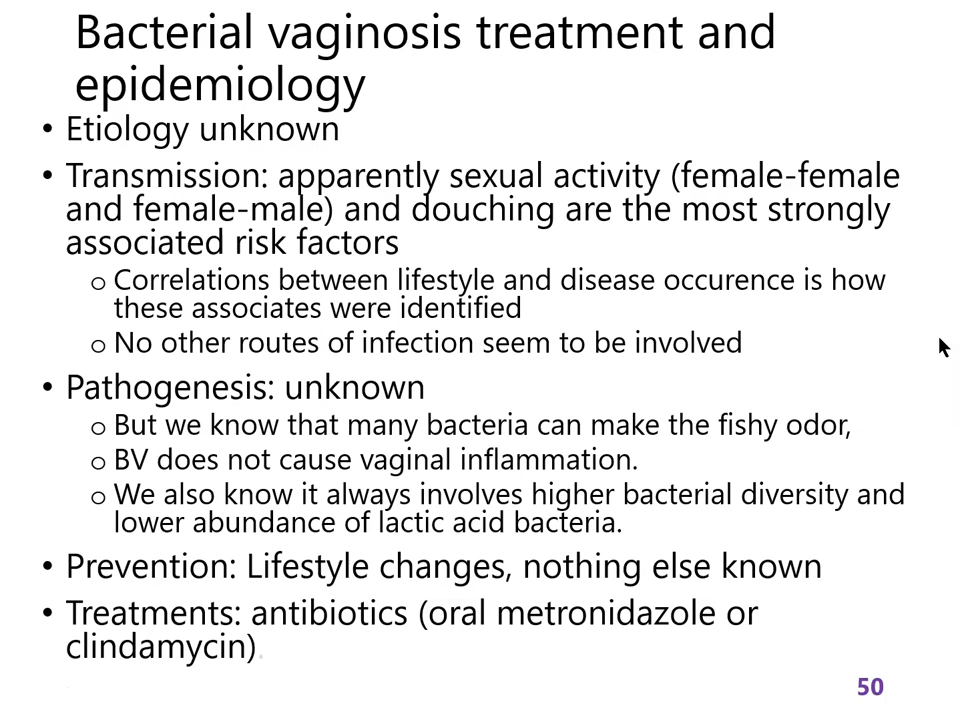 Bacterial vaginosis treatment and
epidemiology
• Etiology unknown
• Transmission: apparently sexual activity (female-female
and female-male) and douching are the most strongly
associated risk factors
o Correlations between lifestyle and disease occurence is how
these associates were identified
o No other routes of infection seem to be involved
• Pathogenesis: unknown
o But we know that many bacteria can make the fishy odor,
o BV does not cause vaginal inflammation.
o We also know it always involves higher bacterial diversity and
lower abundance of lactic acid bacteria.
• Prevention: Lifestyle changes, nothing else known
• Treatments: antibiotics (oral metronidazole or
clindamycin).
50